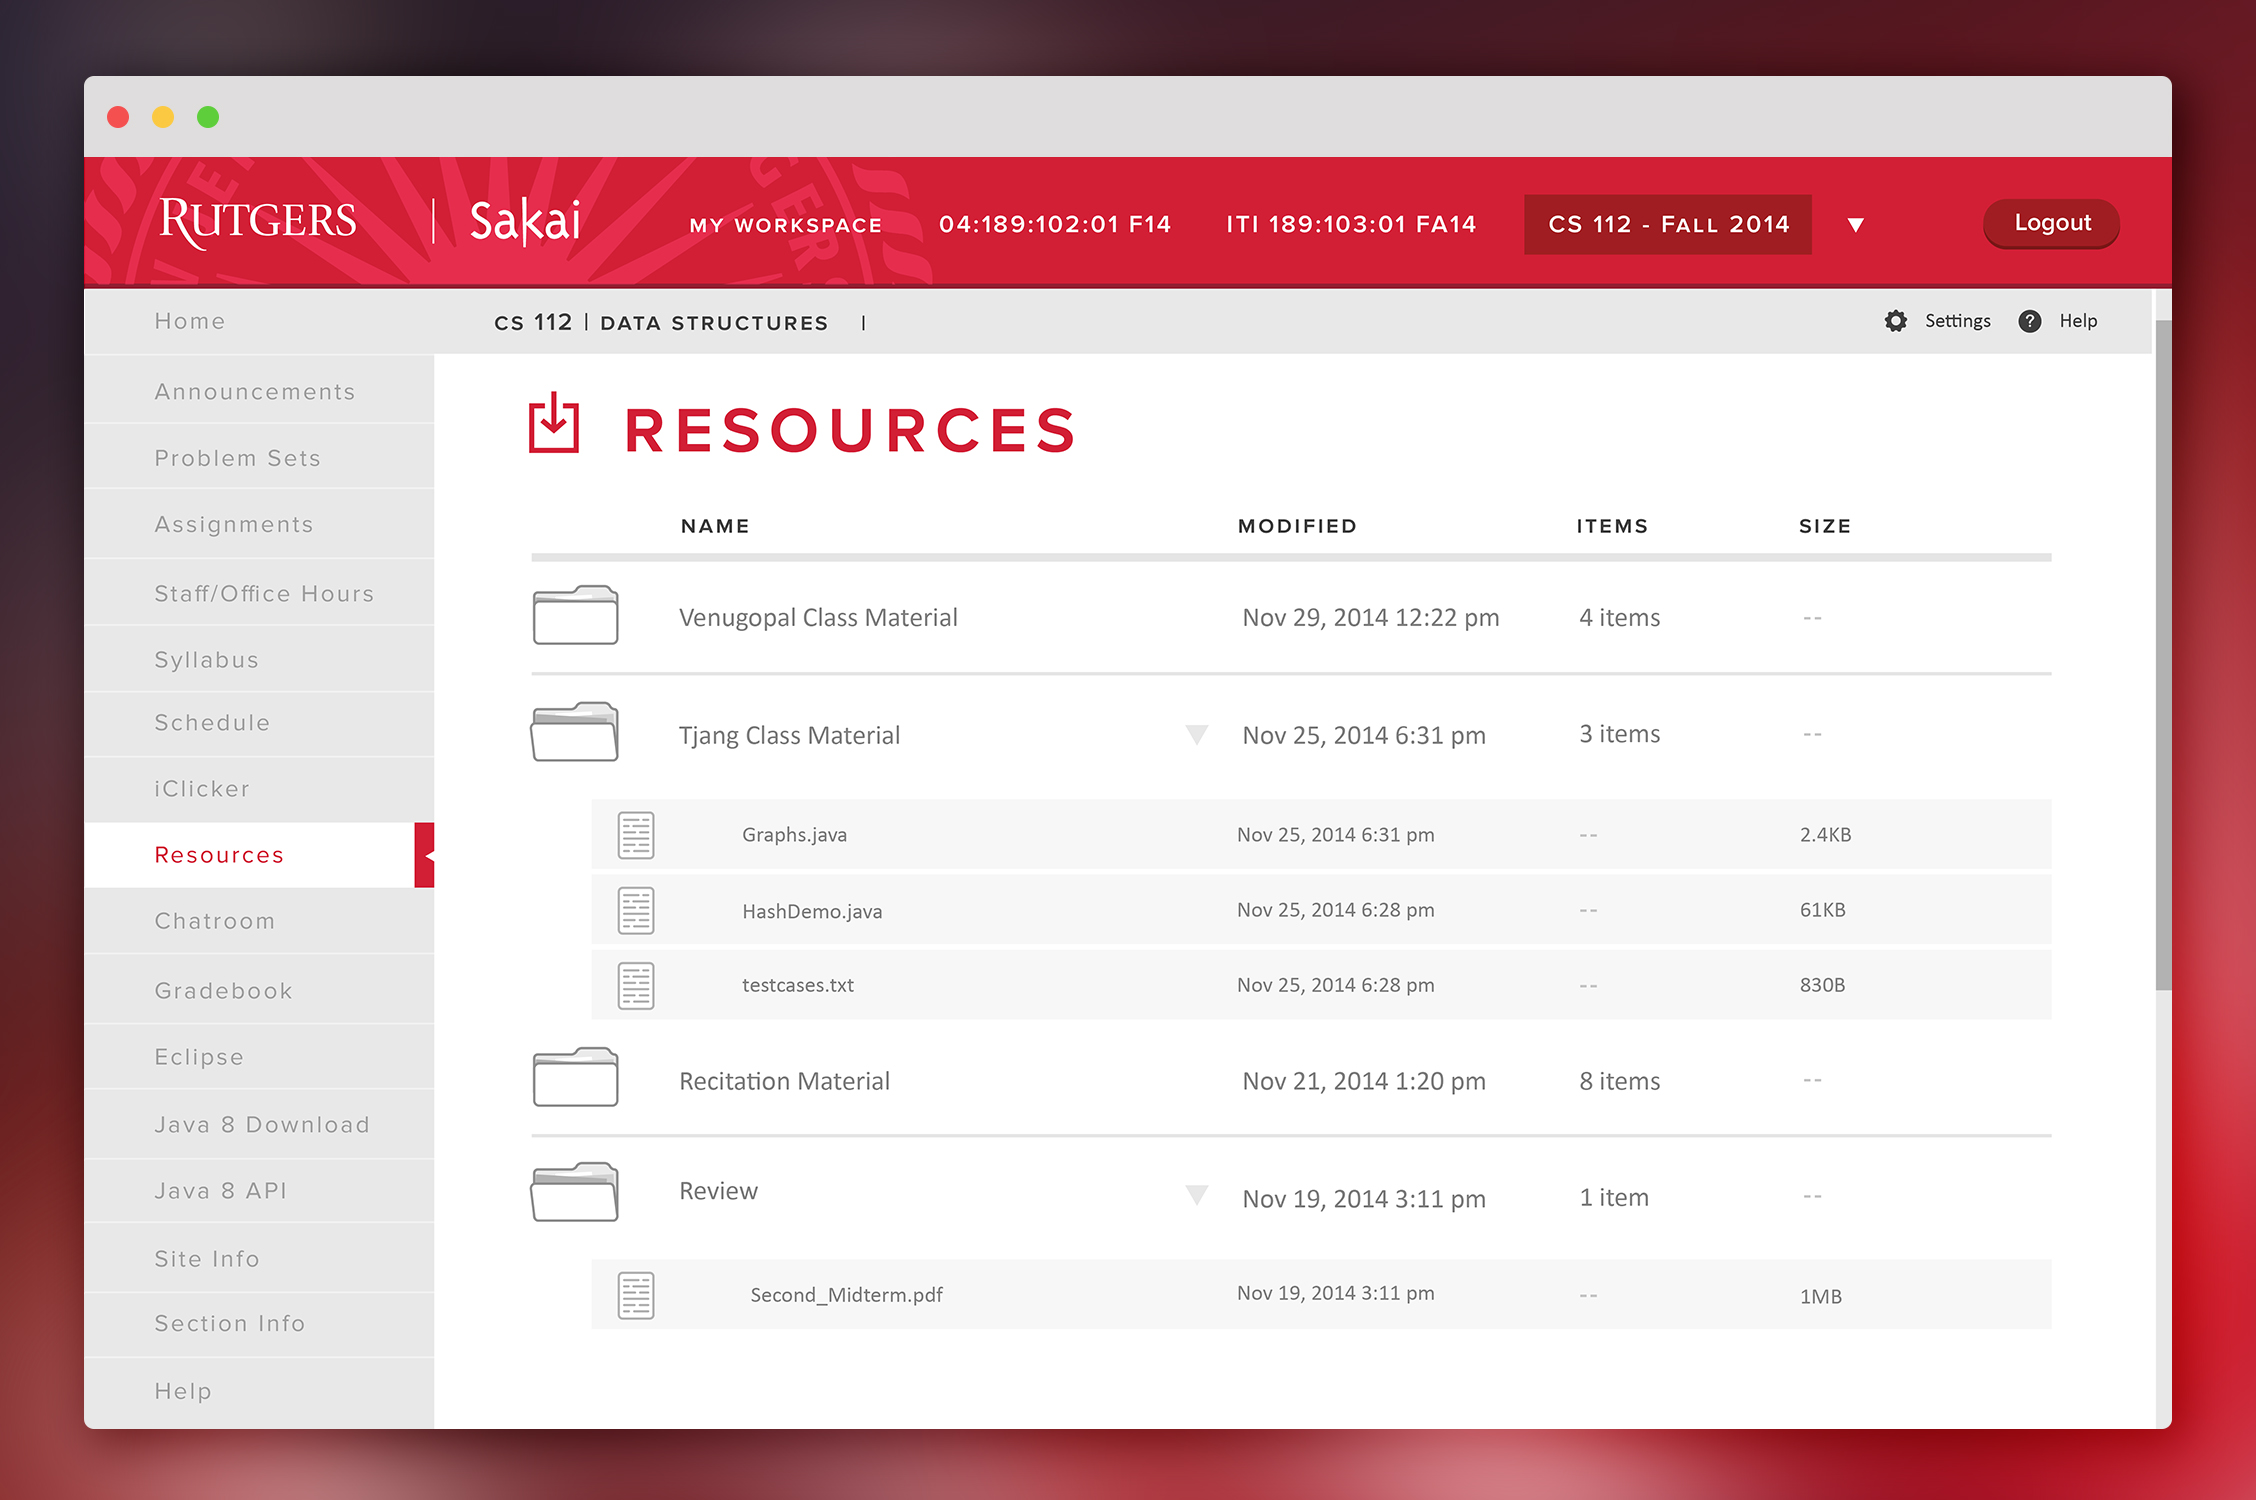 RUTGERS | Sakai MY WORKSPACE 04:189:102:01 F14 ITI 189:103:01 FA14 CS 112 - FALL 2014 ▼ Logout
Home
Announcements
Problem Sets
Assignments
Staff/Office Hours
Syllabus
Schedule
iClicker
Resources
Chatroom
Gradebook
Eclipse
Java 8 Download
Java 8 API
Site Info
Section Info
Help
CS 112 | DATA STRUCTURES |
Settings ? Help
RESOURCES
NAME MODIFIED ITEMS SIZE
Venugopal Class Material Nov 29, 2014 12:22 pm 4 items --
Tjang Class Material Nov 25, 2014 6:31 pm 3 items --
Graphs.java Nov 25, 2014 6:31 pm -- 2.4KB
HashDemo.java Nov 25, 2014 6:28 pm -- 61KB
testcases.txt Nov 25, 2014 6:28 pm -- 830B
Recitation Material Nov 21, 2014 1:20 pm 8 items --
Review Nov 19, 2014 3:11 pm 1 item --
Second_Midterm.pdf Nov 19, 2014 3:11 pm -- 1MB